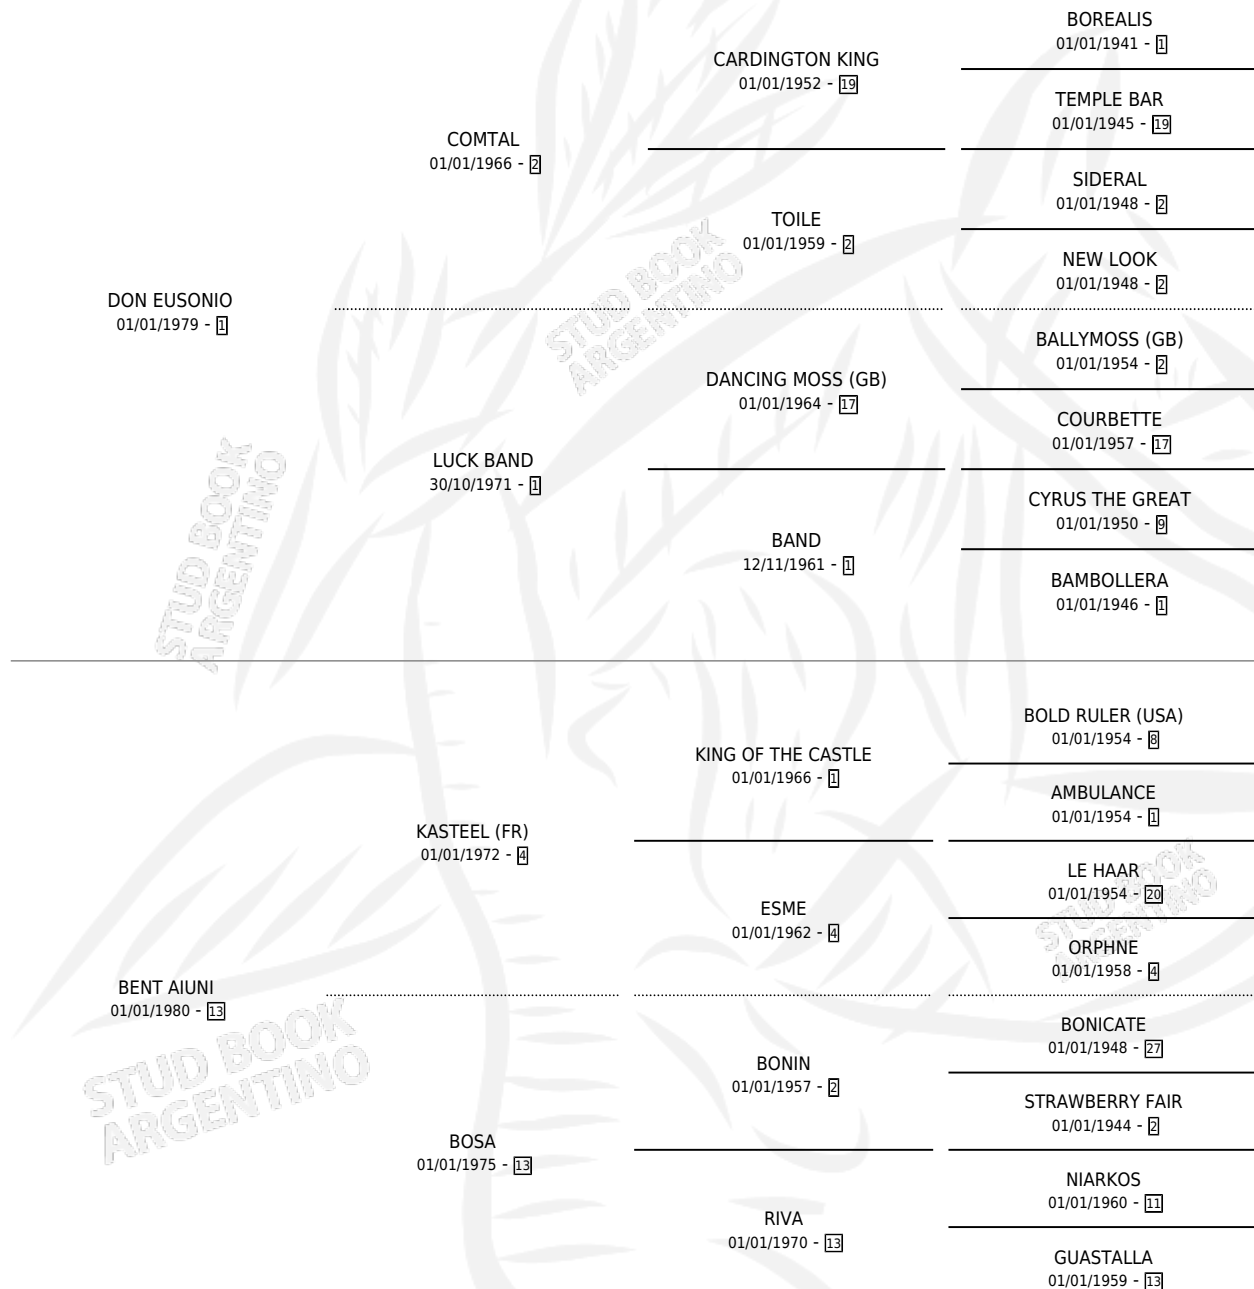 BOREALIS
01/01/1941 - 1
CARDINGTON KING
01/01/1952 - 19
TEMPLE BAR
01/01/1945 - 19
COMTAL
01/01/1966 - 2
SIDERAL
01/01/1948 - 2
TOILE
01/01/1959 - 2
NEW LOOK
01/01/1948 - 2
DON EUSONIO
01/01/1979 - 1
BALLYMOSS (GB)
01/01/1954 - 2
DANCING MOSS (GB)
01/01/1964 - 17
COURBETTE
01/01/1957 - 17
LUCK BAND
30/10/1971 - 1
CYRUS THE GREAT
01/01/1950 - 9
BAND
12/11/1961 - 1
BAMBOLLERA
01/01/1946 - 1
BOLD RULER (USA)
01/01/1954 - 8
KING OF THE CASTLE
01/01/1966 - 1
AMBULANCE
01/01/1954 - 1
KASTEEL (FR)
01/01/1972 - 4
LE HAAR
01/01/1954 - 20
ESME
01/01/1962 - 4
ORPHNE
01/01/1958 - 4
BENT AIUNI
01/01/1980 - 13
BONICATE
01/01/1948 - 27
BONIN
01/01/1957 - 2
STRAWBERRY FAIR
01/01/1944 - 2
BOSA
01/01/1975 - 13
NIARKOS
01/01/1960 - 11
RIVA
01/01/1970 - 13
GUASTALLA
01/01/1959 - 13
STUD BOOK
ARGENTINO
STUD BOOK
ARGENTINO
STUD BOOK
ARGENTINO
STUD BOOK
ARGENTINO